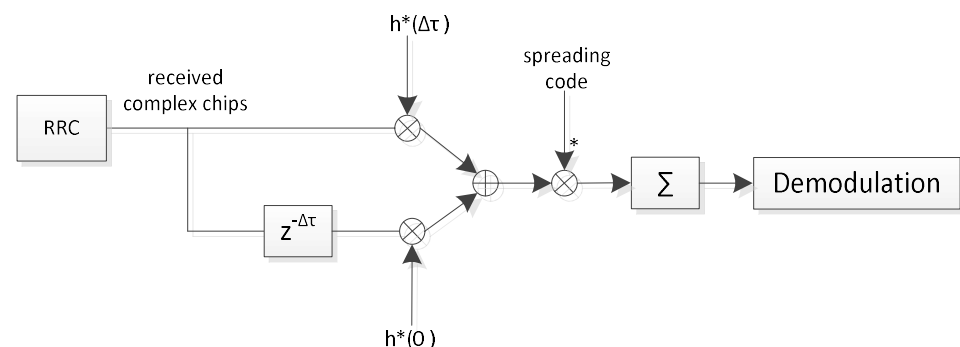 h*(Δτ )
spreading
code
received
complex chips
RRC
*
Σ
Demodulation
z-Δτ
h*(0 )